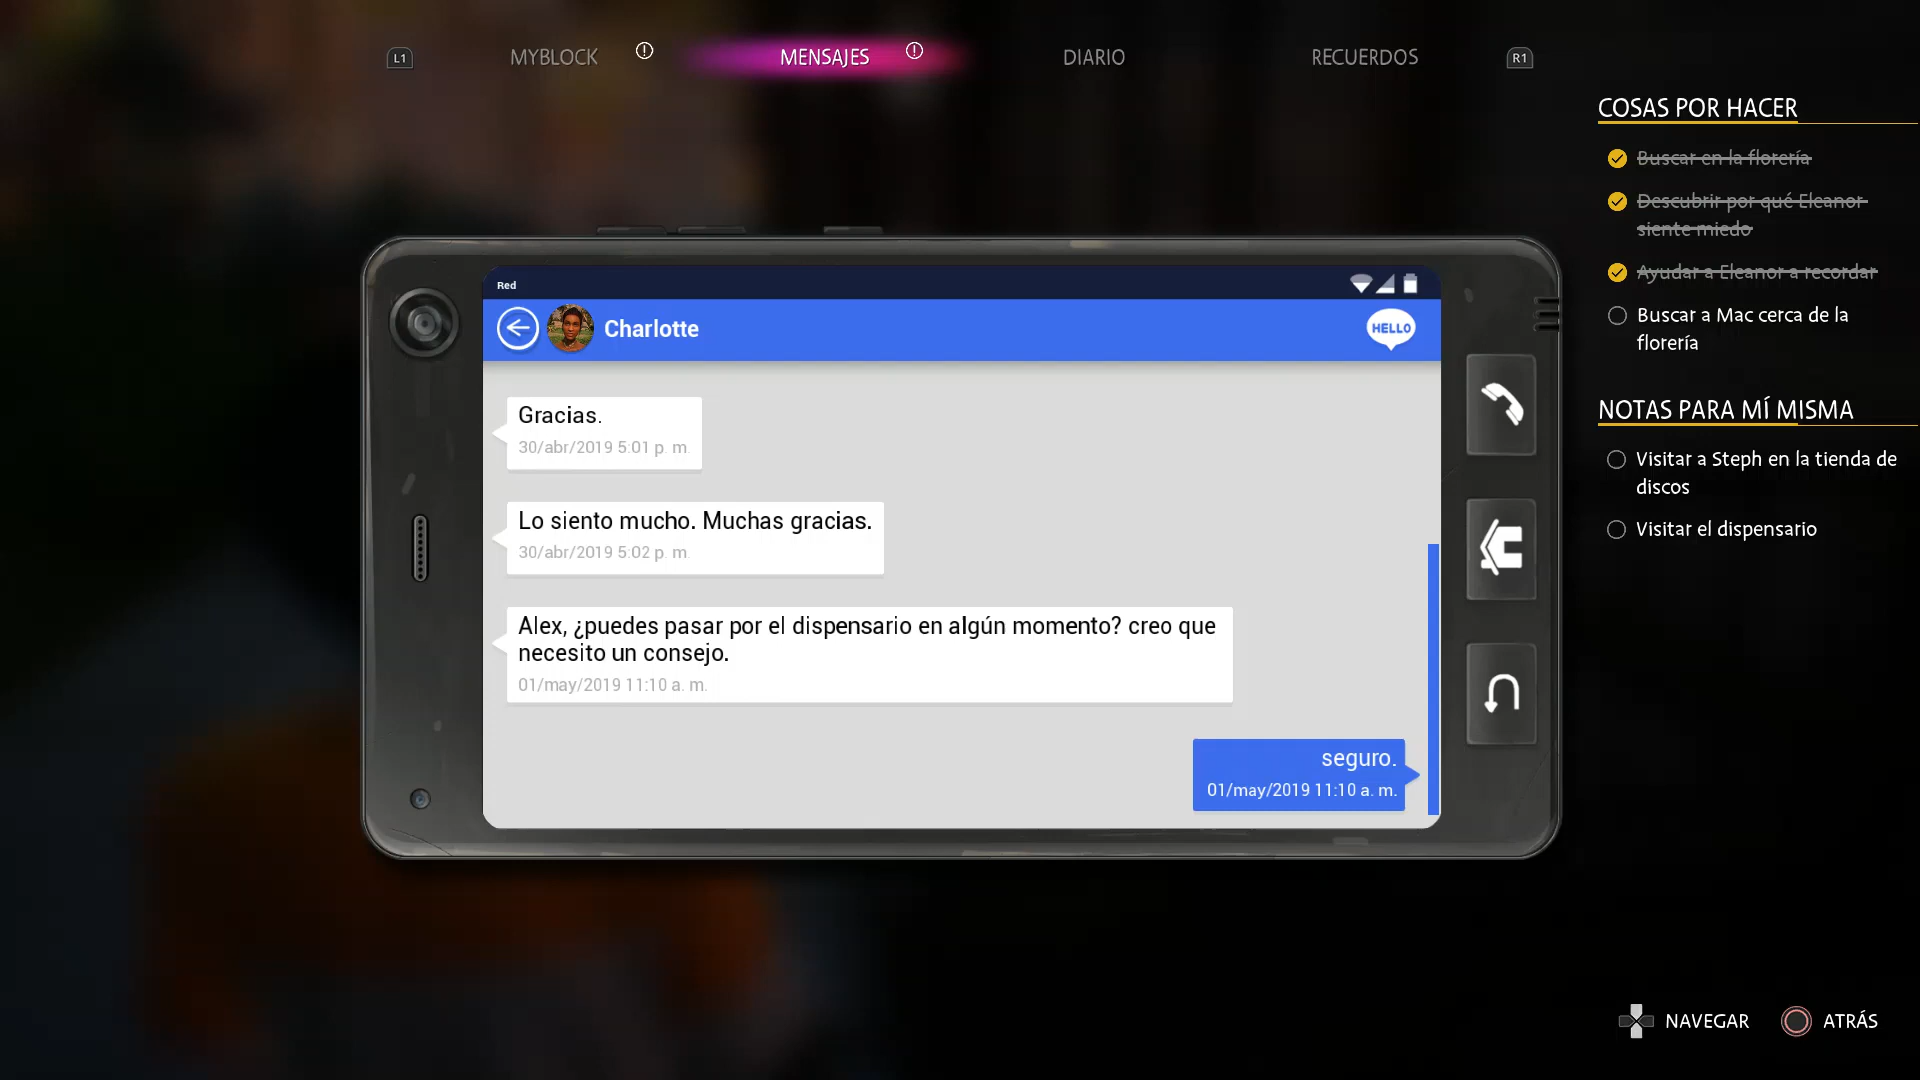 L1
MYBLOCK
MENSAJES
DIARIO
RECUERDOS
R1
COSAS POR HACER
Buscar en la florería
Descubrir por qué Eleanor
siente miedo
Ayudar a Eleanor a recordar
Buscar a Mac cerca de la
florería
NOTAS PARA MÍ MISMA
Visitar a Steph en la tienda de
discos
Visitar el dispensario
Red
Charlotte
HELLO
Gracias.
30/abr/2019 5:01 p. m.
Lo siento mucho. Muchas gracias.
30/abr/2019 5:02 p. m.
Alex, ¿puedes pasar por el dispensario en algún momento? creo que
necesito un consejo.
01/may/2019 11:10 a. m.
seguro.
01/may/2019 11:10 a. m.
NAVEGAR
ATRÁS